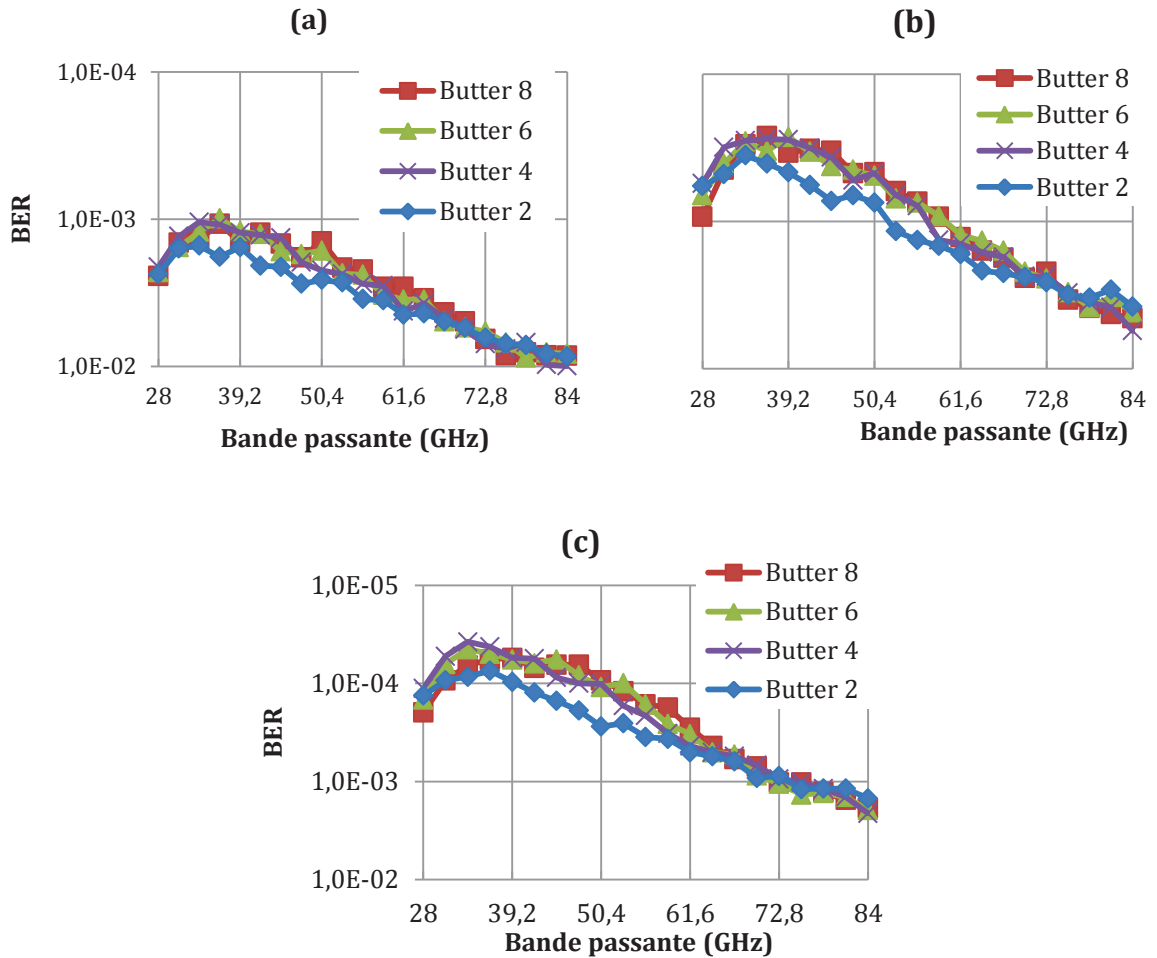 (a)
1,0E-04
1,0E-03
1,0E-02
BER
Butter 8
Butter 6
Butter 4
Butter 2
28 39,2 50,4 61,6 72,8 84
Bande passante (GHz)
(b)
Butter 8
Butter 6
Butter 4
Butter 2
28 39,2 50,4 61,6 72,8 84
Bande passante (GHz)
(c)
1,0E-05
1,0E-04
1,0E-03
1,0E-02
BER
Butter 8
Butter 6
Butter 4
Butter 2
28 39,2 50,4 61,6 72,8 84
Bande passante (GHz)